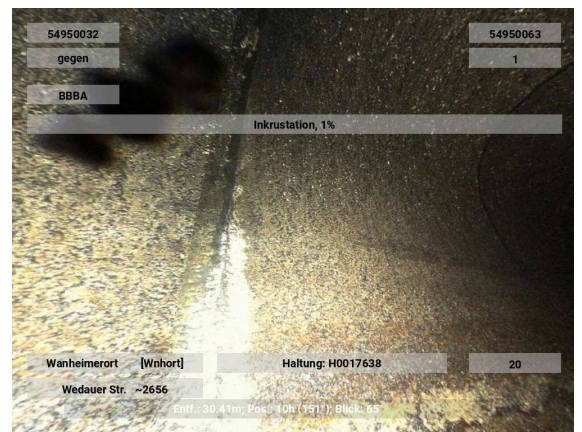 54950032 54950063
gegen 1
BBBA
Inkrustation, 1%
Wanheimerort [Wnhort] Haltung: H0017638 20
Wedauer Str. ~2656
Entf.: 30.41m; Pos.: 10h (151°); Blick: 65°